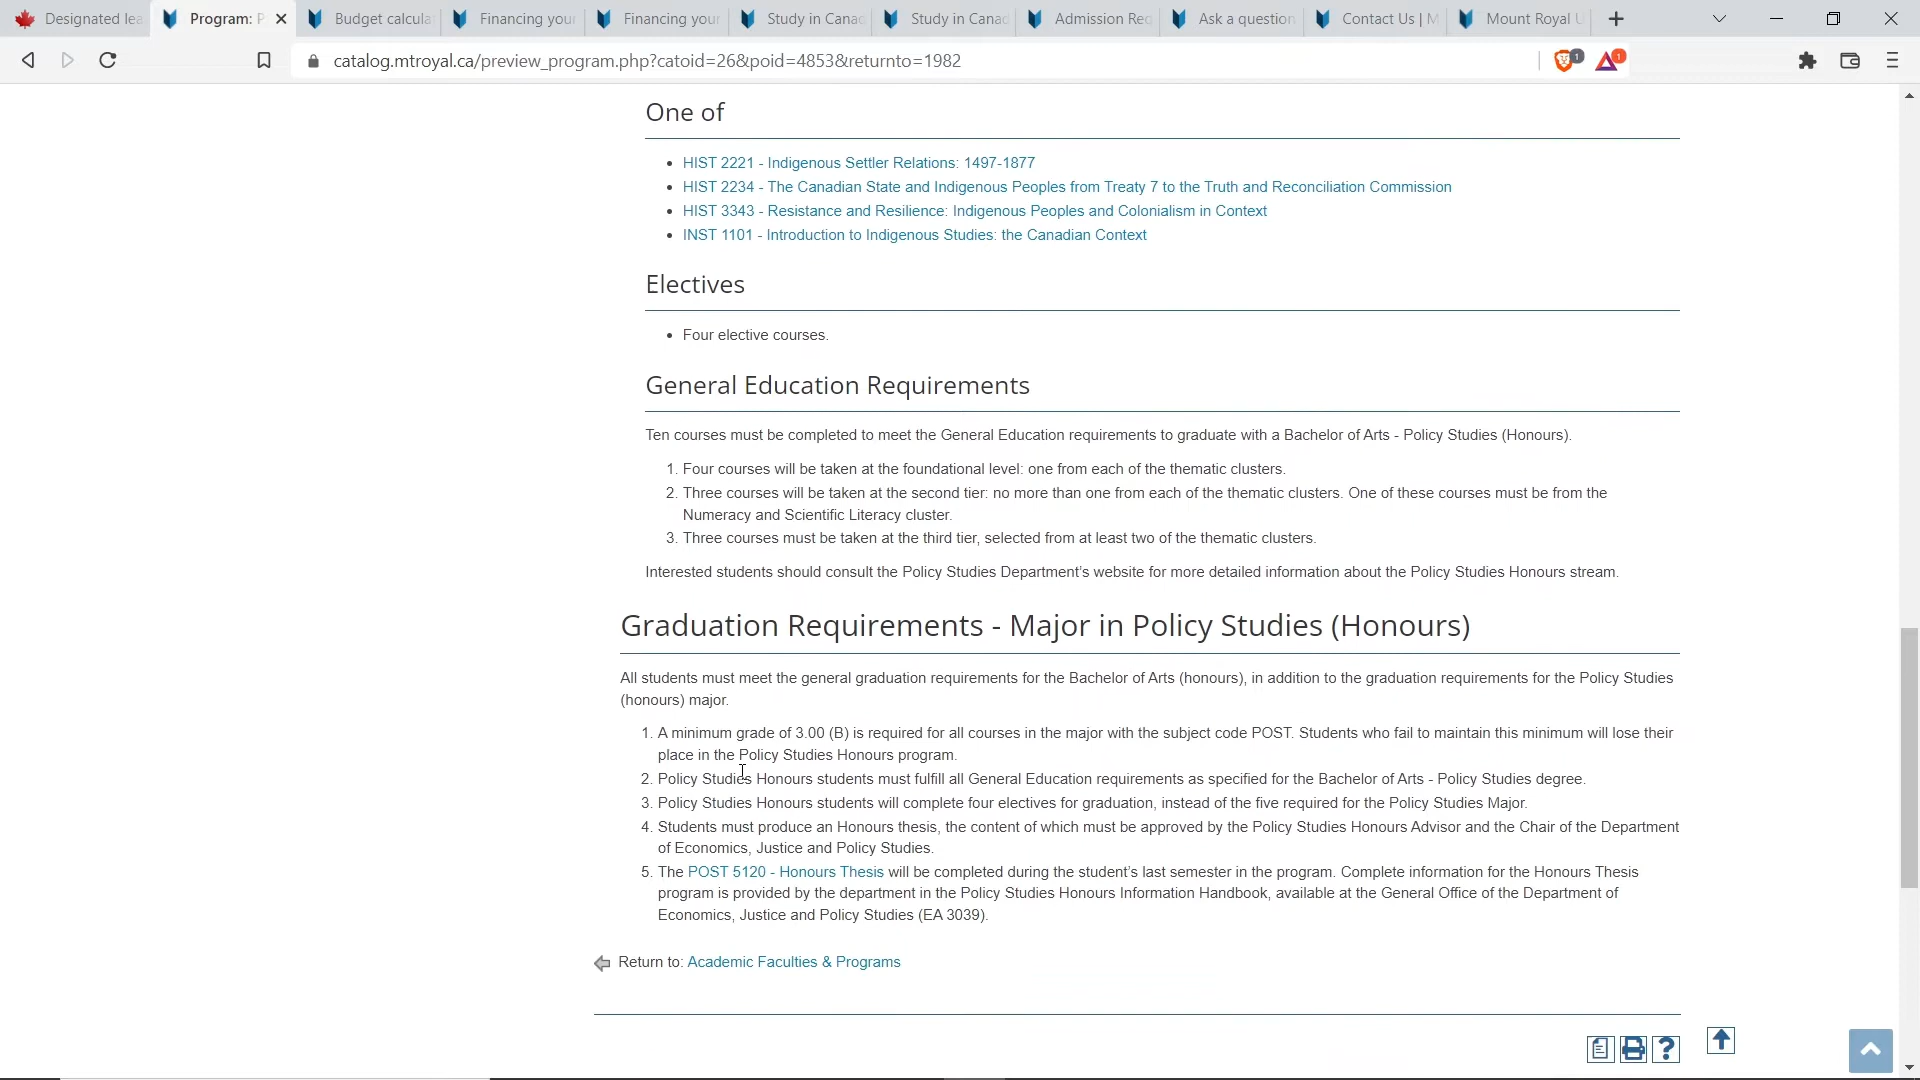 Designated lea
Program: P
Budget calcula
Financing your
Financing your
Study in Canad
Study in Canad
Admission Req
Ask a question
Contact Us | M
Mount Royal U
catalog.mtroyal.ca/preview_program.php?catoid=26&poid=4853&returnto=1982
1
1
One of
• HIST 2221 - Indigenous Settler Relations: 1497-1877
• HIST 2234 - The Canadian State and Indigenous Peoples from Treaty 7 to the Truth and Reconciliation Commission
• HIST 3343 - Resistance and Resilience: Indigenous Peoples and Colonialism in Context
• INST 1101 - Introduction to Indigenous Studies: the Canadian Context
Electives
• Four elective courses.
General Education Requirements
Ten courses must be completed to meet the General Education requirements to graduate with a Bachelor of Arts - Policy Studies (Honours).
1. Four courses will be taken at the foundational level: one from each of the thematic clusters.
2. Three courses will be taken at the second tier: no more than one from each of the thematic clusters. One of these courses must be from the
Numeracy and Scientific Literacy cluster.
3. Three courses must be taken at the third tier, selected from at least two of the thematic clusters.
Interested students should consult the Policy Studies Department's website for more detailed information about the Policy Studies Honours stream.
Graduation Requirements - Major in Policy Studies (Honours)
All students must meet the general graduation requirements for the Bachelor of Arts (honours), in addition to the graduation requirements for the Policy Studies
(honours) major.
1. A minimum grade of 3.00 (B) is required for all courses in the major with the subject code POST. Students who fail to maintain this minimum will lose their
place in the Policy Studies Honours program.
2. Policy Studies Honours students must fulfill all General Education requirements as specified for the Bachelor of Arts - Policy Studies degree.
3. Policy Studies Honours students will complete four electives for graduation, instead of the five required for the Policy Studies Major.
4. Students must produce an Honours thesis, the content of which must be approved by the Policy Studies Honours Advisor and the Chair of the Department
of Economics, Justice and Policy Studies.
5. The POST 5120 - Honours Thesis will be completed during the student's last semester in the program. Complete information for the Honours Thesis
program is provided by the department in the Policy Studies Honours Information Handbook, available at the General Office of the Department of
Economics, Justice and Policy Studies (EA 3039).
Return to: Academic Faculties & Programs
?